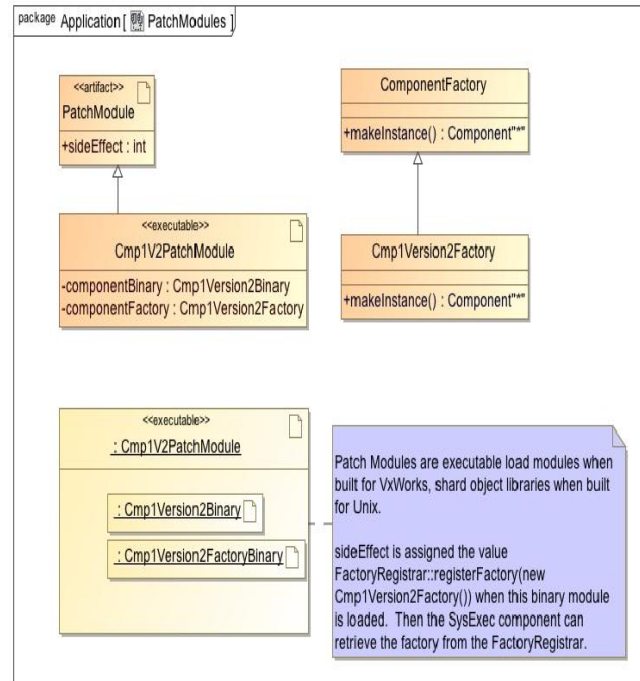 package Application [ PatchModules ]
<<artifact>>
PatchModule
+sideEffect : int
ComponentFactory
+makeInstance() : Component"*"
<<executable>>
Cmp1V2PatchModule
-componentBinary : Cmp1Version2Binary
-componentFactory : Cmp1Version2Factory
Cmp1Version2Factory
+makeInstance() : Component"*"
<<executable>>
: Cmp1V2PatchModule
: Cmp1Version2Binary
: Cmp1Version2FactoryBinary
Patch Modules are executable load modules when
built for VxWorks, shard object libraries when built
for Unix.
sideEffect is assigned the value
FactoryRegistrar::registerFactory(new
Cmp1Version2Factory()) when this binary module
is loaded. Then the SysExec component can
retrieve the factory from the FactoryRegistrar.